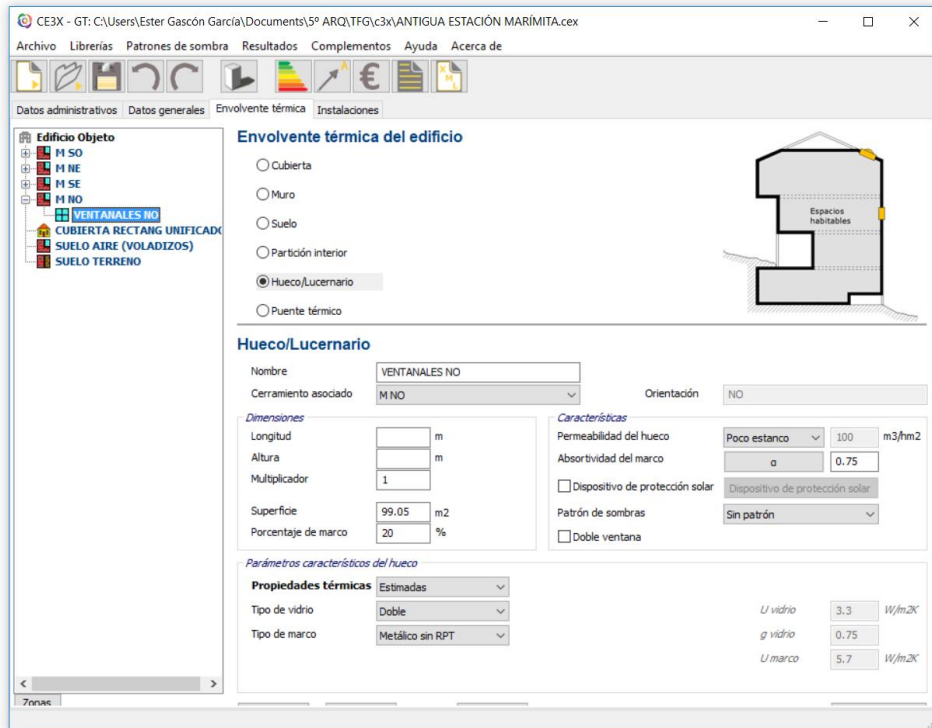 CE3X - GT: C:\Users\Ester Gascón García\Documents\5º ARQ\TFG\c3x\ANTIGUA ESTACIÓN MARÍMITA.cex
Archivo Librerías Patrones de sombra Resultados Complementos Ayuda Acerca de
Datos administrativos Datos generales Envolvente térmica Instalaciones
Edificio Objeto
M SO
M NE
M SE
M NO
VENTANALES NO
CUBIERTA RECTANG UNIFICADO
SUELO AIRE (VOLADIZOS)
SUELO TERRENO
Zonas
Envolvente térmica del edificio
Cubierta
Muro
Suelo
Partición interior
Hueco/Lucernario
Puente térmico
Espacios
habitables
Hueco/Lucernario
Nombre VENTANALES NO
Cerramiento asociado M NO Orientación NO
Dimensiones
Longitud m
Altura m
Multiplicador 1
Superficie 99.05 m2
Porcentaje de marco 20 %
Características
Permeabilidad del hueco Poco estanco 100 m3/hm2
Absortividad del marco α 0.75
Dispositivo de protección solar Dispositivo de protección solar
Patrón de sombras Sin patrón
Doble ventana
Parámetros característicos del hueco
Propiedades térmicas Estimadas
Tipo de vidrio Doble U vidrio 3.3 W/m2K
Tipo de marco Metálico sin RPT g vidrio 0.75
U marco 5.7 W/m2K